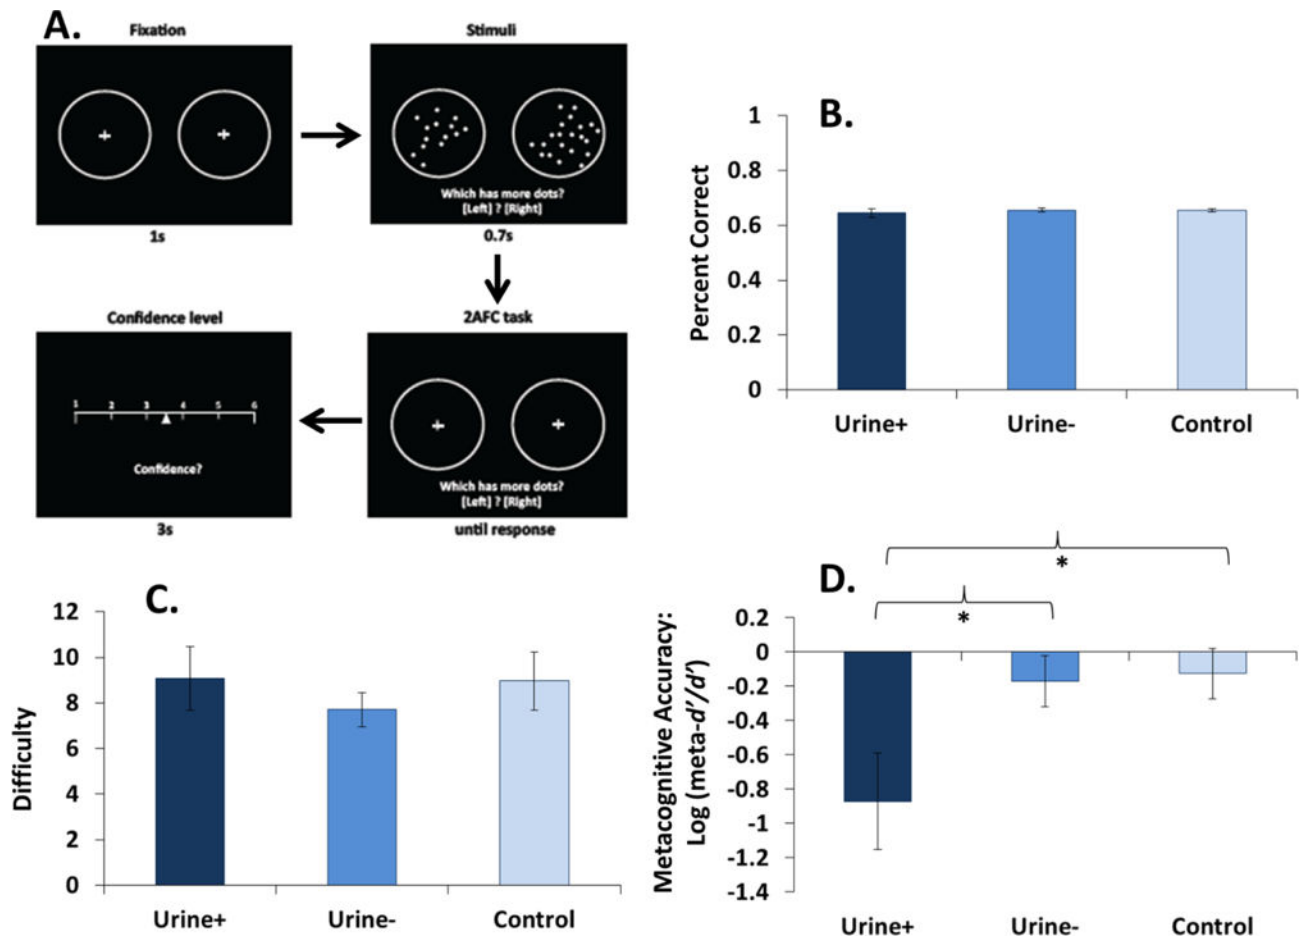 A.
Fixation
Stimuli
Which has more dots?
[Left] ? [Right]
1s
0.7s
Confidence level
2AFC task
1 2 3 4 5 6
Confidence?
Which has more dots?
[Left] ? [Right]
3s
until response
B.
Percent Correct
1
0.8
0.6
0.4
0.2
0
Urine+ Urine- Control
C.
Difficulty
12
10
8
6
4
2
0
Urine+ Urine- Control
D.
*
*
Metacognitive Accuracy:
Log (meta-d'/d')
0.2
0
-0.2
-0.4
-0.6
-0.8
-1
-1.2
-1.4
Urine+ Urine- Control